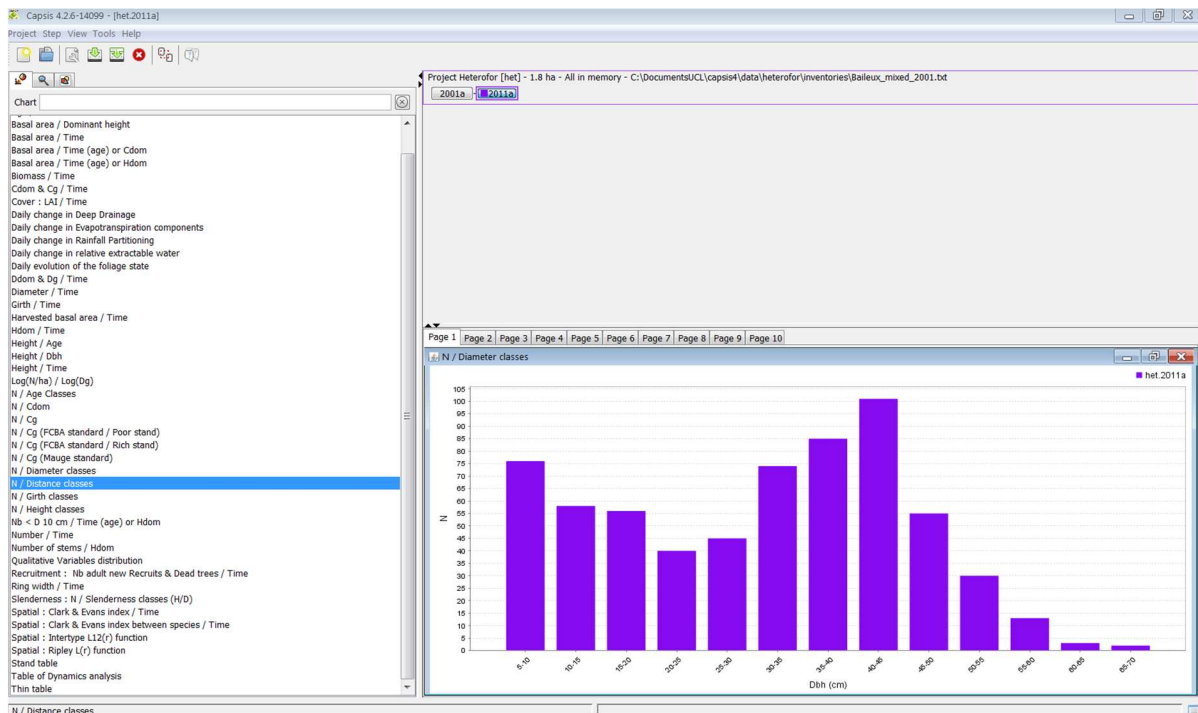 Capsis 4.2.6-14099 - [het.2011a]
Project Step View Tools Help
Chart
Basal area / Dominant height
Basal area / Time
Basal area / Time (age) or Cdom
Basal area / Time (age) or Hdom
Biomass / Time
Cdom & Cg / Time
Cover : LAI / Time
Daily change in Deep Drainage
Daily change in Evapotranspiration components
Daily change in Rainfall Partitioning
Daily change in relative extractable water
Daily evolution of the foliage state
Ddom & Dg / Time
Diameter / Time
Girth / Time
Harvested basal area / Time
Hdom / Time
Height / Age
Height / Dbh
Height / Time
Log(N/ha) / Log(Dg)
N / Age Classes
N / Cdom
N / Cg
N / Cg (FCBA standard / Poor stand)
N / Cg (FCBA standard / Rich stand)
N / Cg (Mauge standard)
N / Diameter classes
N / Distance classes
N / Girth classes
N / Height classes
Nb < D 10 cm / Time (age) or Hdom
Number / Time
Number of stems / Hdom
Qualitative Variables distribution
Recruitment : Nb adult new Recruits & Dead trees / Time
Ring width / Time
Slenderness : N / Slenderness classes (H/D)
Spatial : Clark & Evans index / Time
Spatial : Clark & Evans index between species / Time
Spatial : Intertype L12(r) function
Spatial : Ripley L(r) function
Stand table
Table of Dynamics analysis
Thin table
N / Distance classes
Project Heterofor [het] - 1.8 ha - All in memory - C:\DocumentsUCL\capsis4\data\heterofor\inventories\Baileux_mixed_2001.txt
2001a - 2011a
Page 1 Page 2 Page 3 Page 4 Page 5 Page 6 Page 7 Page 8 Page 9 Page 10
N / Diameter classes
het.2011a
105
100
95
90
85
80
75
70
65
60
55
50
45
40
35
30
25
20
15
10
5
0
N
5-10 10-15 15-20 20-25 25-30 30-35 35-40 40-45 45-50 50-55 55-60 60-65 65-70
Dbh (cm)